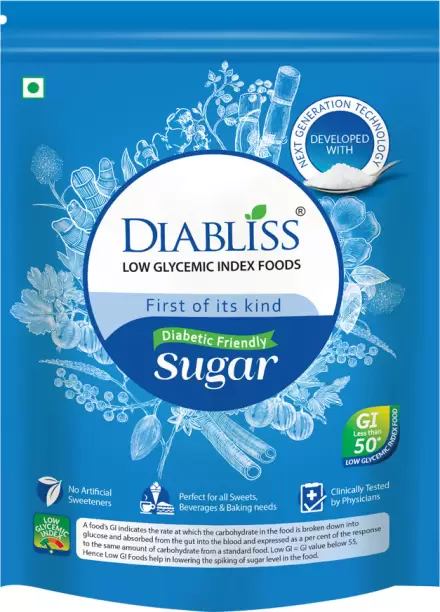 NEXT GENERATION TECHNOLOGY
DEVELOPED
WITH
DIABLISS®
LOW GLYCEMIC INDEX FOODS
First of its kind
Diabetic Friendly
Sugar
GI
Less than
50*
LOW GLYCEMIC INDEX FOOD
No Artificial
Sweeteners
Perfect for all Sweets,
Beverages & Baking needs
Clinically Tested
by Physicians
LOW
GLYCEMIC
INDEX
A food's GI indicates the rate at which the carbohydrate in the food is broken down into
glucose and absorbed from the gut into the blood and expressed as a per cent of the response
to the same amount of carbohydrate from a standard food. Low GI = GI value below 55.
Hence Low GI Foods help in lowering the spiking of sugar level in the food.